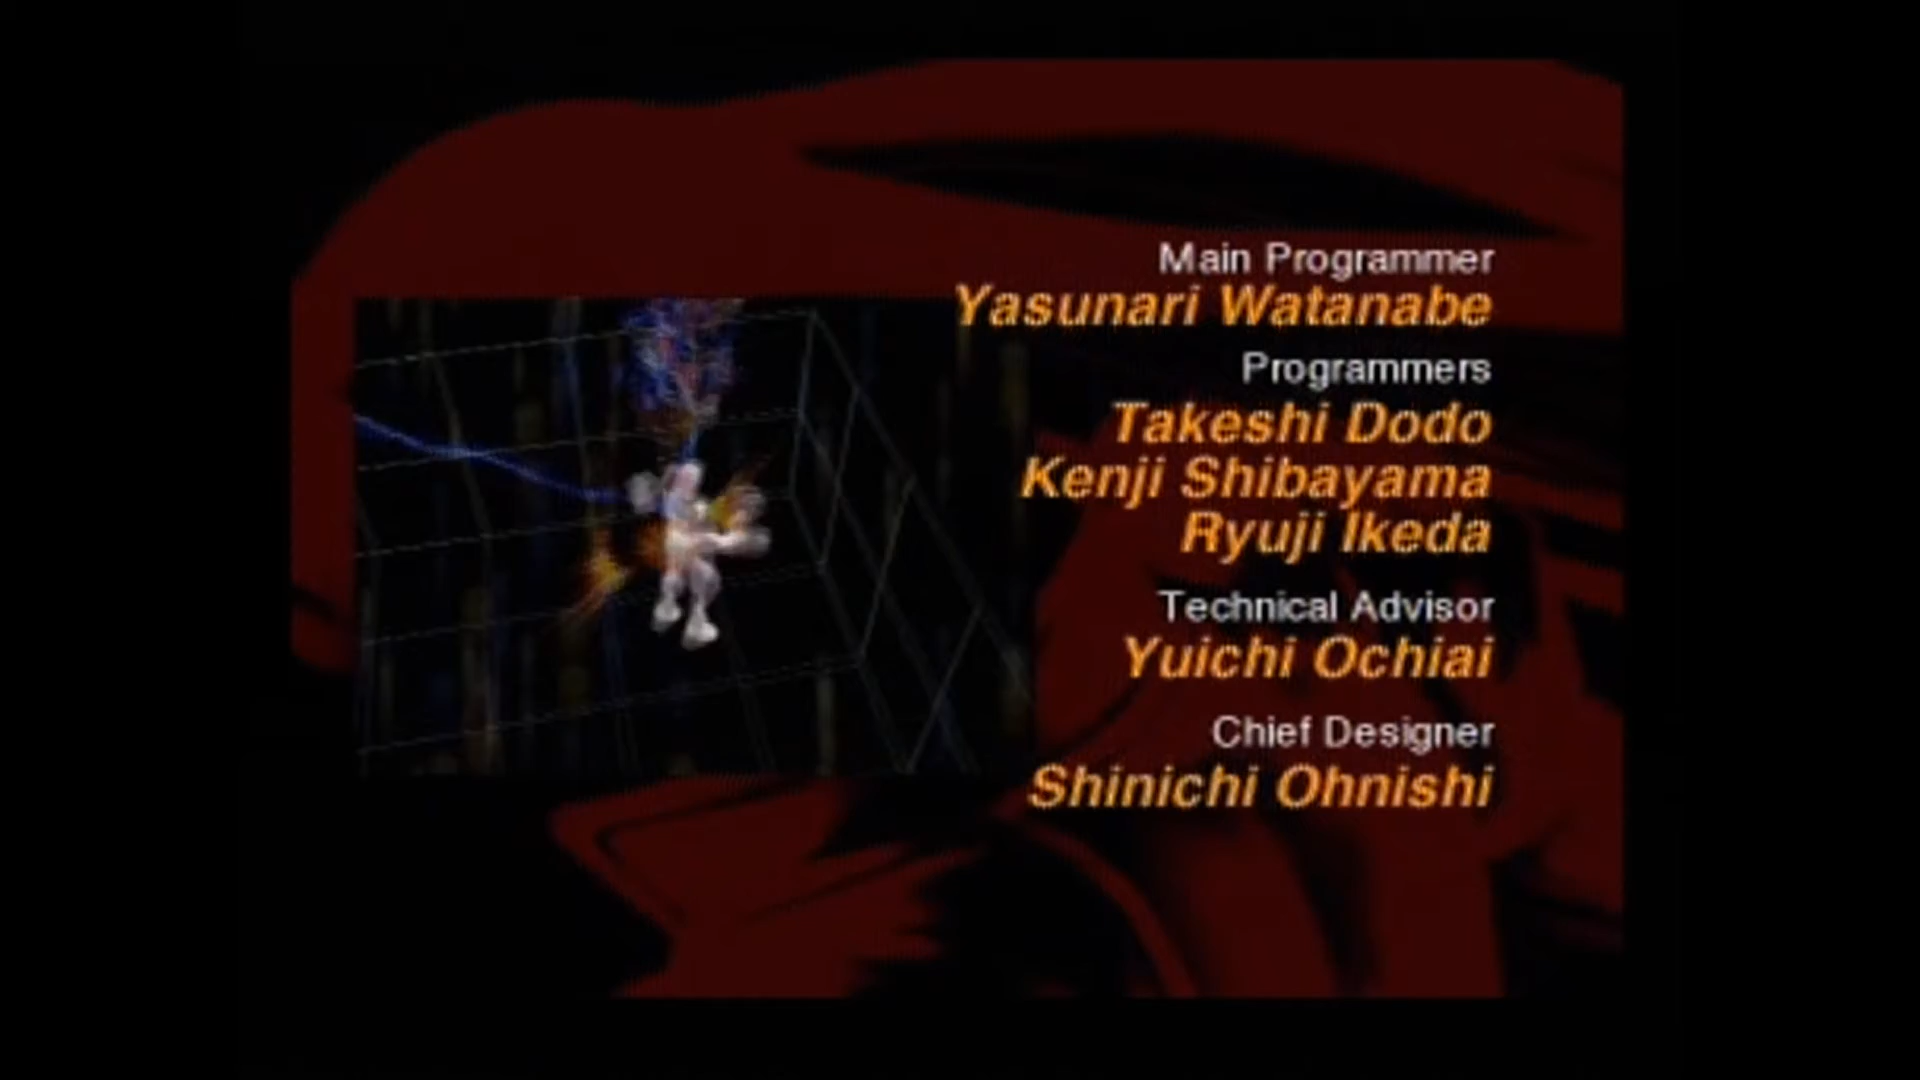 Main Programmer
Yasunari Watanabe
Programmers
Takeshi Dodo
Kenji Shibayama
Ryuji Ikeda
Technical Advisor
Yuichi Ochiai
Chief Designer
Shinichi Ohnishi